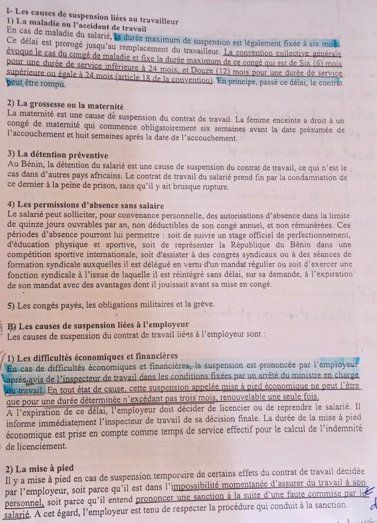 I- Les causes de suspension liées au travailleur
1) La maladie ou l'accident de travail
En cas de maladie du salarié, la durée maximum de suspension est légalement fixée à six mois.
Ce délai est prorogé jusqu'au remplacement du travailleur. La convention collective générale
évoque le cas du congé de maladie et fixe la durée maximum de ce congé qui est de Six (6) mois
pour une durée de service inférieure à 24 mois, et Douze (12) mois pour une durée de service
supérieure ou égale à 24 mois (article 18 de la convention). En principe, passé ce délai, le contrat
peut être rompu.
2) La grossesse ou la maternité
La maternité est une cause de suspension du contrat de travail. La femme enceinte a droit à un
congé de maternité qui commence obligatoirement six semaines avant la date présumée de
l'accouchement et huit semaines après la date de l'accouchement.
3) La détention préventive
Au Bénin, la détention du salarié est une cause de suspension du contrat de travail, ce qui n'est le
cas dans d'autres pays africains. Le contrat de travail du salarié prend fin par la condamnation de
ce dernier à la peine de prison, sans qu'il y ait brusque rupture.
4) Les permissions d'absence sans salaire
Le salarié peut solliciter, pour convenance personnelle, des autorisations d'absence dans la limite
de quinze jours ouvrables par an, non déductibles de son congé annuel, et non rémunérées. Ces
périodes d'absence pourront lui permettre : soit de suivre un stage officiel de perfectionnement,
d'éducation physique et sportive, soit de représenter la République du Bénin dans une
compétition sportive internationale, soit d'assister à des congrès syndicaux ou à des séances de
formation syndicale auxquelles il est délégué en vertu d'un mandat régulier ou soit d'exercer une
fonction syndicale à l'issue de laquelle il est réintégré sans délai, sur sa demande, à l'expiration
de son mandat avec des avantages dont il jouissait avant sa mise en congé.
5) Les congés payés, les obligations militaires et la grève.
B) Les causes de suspension liées à l'employeur
Les causes de suspension du contrat de travail liées à l'employeur sont :
1) Les difficultés économiques et financières
En cas de difficultés économiques et financières, la suspension est prononcée par l'employeur
après avis de l'inspecteur de travail dans les conditions fixées par un arrêté du ministre en charge
du travail. En tout état de cause, cette suspension appelée mise à pied économique ne peut l'être
que pour une durée déterminée n'excédant pas trois mois, renouvelable une seule fois.
A l'expiration de ce délai, l'employeur doit décider de licencier ou de reprendre le salarié. Il
informe immédiatement l'inspecteur de travail de sa décision finale. La durée de la mise à pied
économique est prise en compte comme temps de service effectif pour le calcul de l'indemnité
de licenciement.
2) La mise à pied
Il y a mise à pied en cas de suspension temporaire de certains effets du contrat de travail décidée
par l'employeur, soit parce qu'il est dans l'impossibilité momentanée d'assurer du travail à son
personnel, soit parce qu'il entend prononcer une sanction à la suite d'une faute commise par le
salarié. A cet égard, l'employeur est tenu de respecter la procédure qui conduit à la sanction.